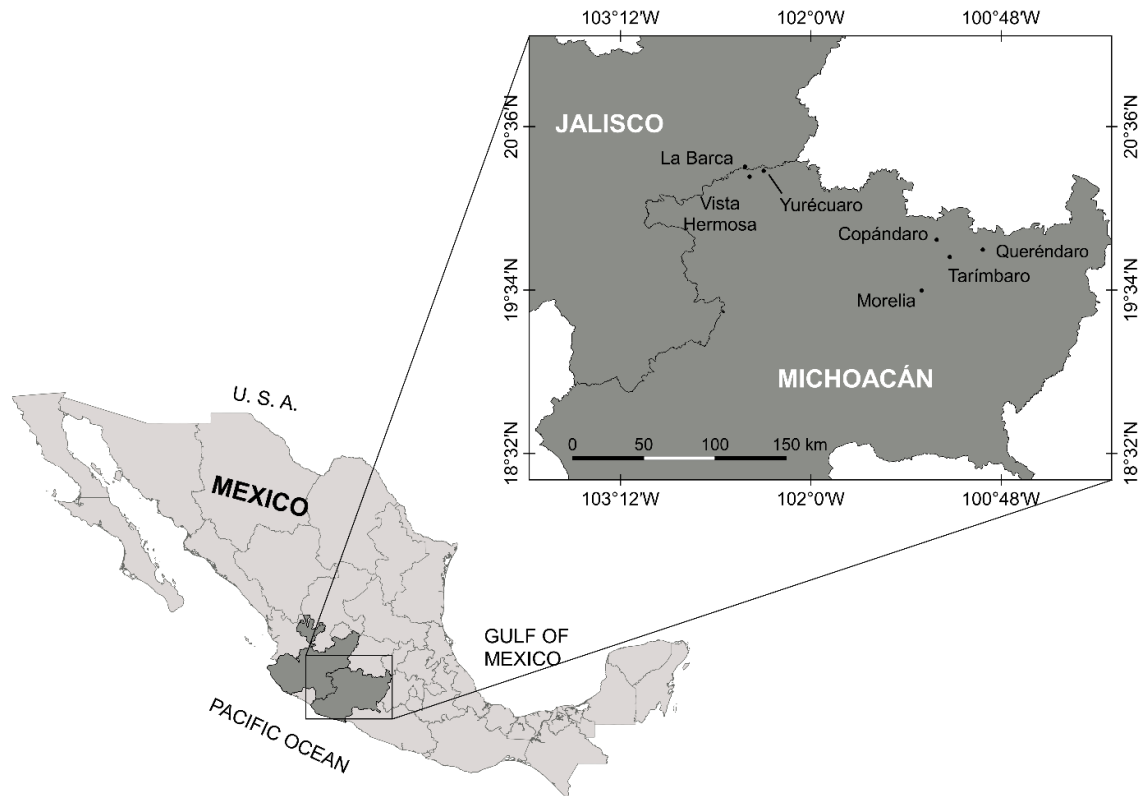 103°12'W 102°0'W 100°48'W
20°36'N 20°36'N
JALISCO
La Barca
Vista
Hermosa
Yurécuaro
Copándaro
Queréndaro
Tarímbaro
19°34'N 19°34'N
Morelia
MICHOACÁN
0 50 100 150 km
18°32'N 18°32'N
103°12'W 102°0'W 100°48'W
U. S. A.
MEXICO
GULF OF
MEXICO
PACIFIC OCEAN